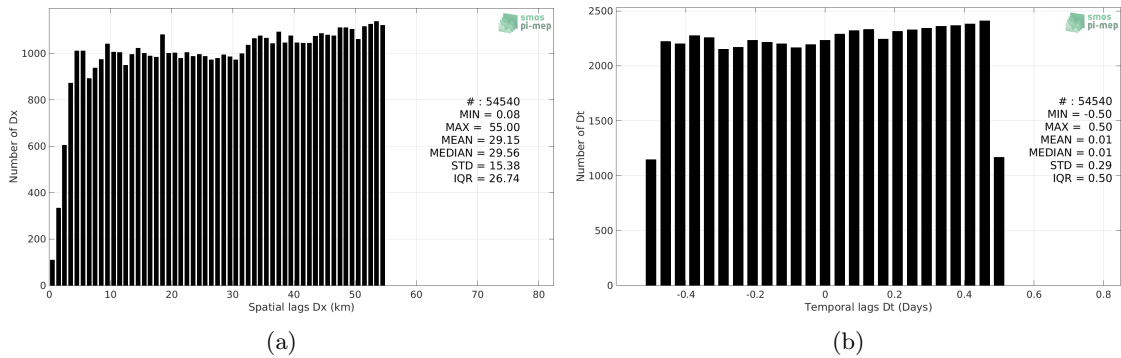 smos
pi-mep
1000
800
600
400
200
0
Number of Dx
# : 54540
MIN = 0.08
MAX = 55.00
MEAN = 29.15
MEDIAN = 29.56
STD = 15.38
IQR = 26.74
0 10 20 30 40 50 60 70 80
Spatial lags Dx (km)
(a)
smos
pi-mep
2500
2000
1500
1000
500
0
Number of Dt
# : 54540
MIN = -0.50
MAX = 0.50
MEAN = 0.01
MEDIAN = 0.01
STD = 0.29
IQR = 0.50
-0.4 -0.2 0 0.2 0.4 0.6 0.8
Temporal lags Dt (Days)
(b)